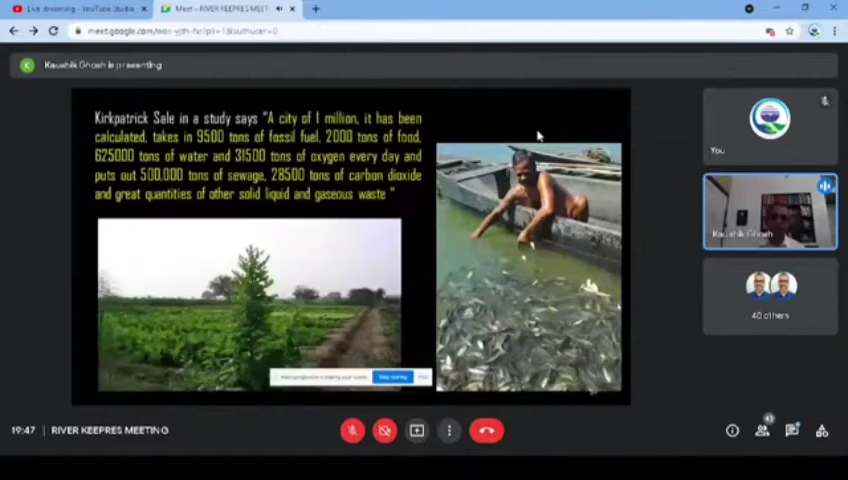 Live streaming - YouTube Studio
Meet - RIVER KEEPRES MEET
Kaushik Ghosh is presenting
Kirkpatrick Sale in a study says "A city of 1 million, it has been
calculated, takes in 9500 tons of fossil fuel, 2000 tons of food,
625000 tons of water and 31500 tons of oxygen every day and
puts out 500,000 tons of sewage, 28500 tons of carbon dioxide
and great quantities of other solid liquid and gaseous waste "
You
Kaushik Ghosh
40 others
Stop sharing
Hide
19:47 RIVER KEEPRES MEETING
43